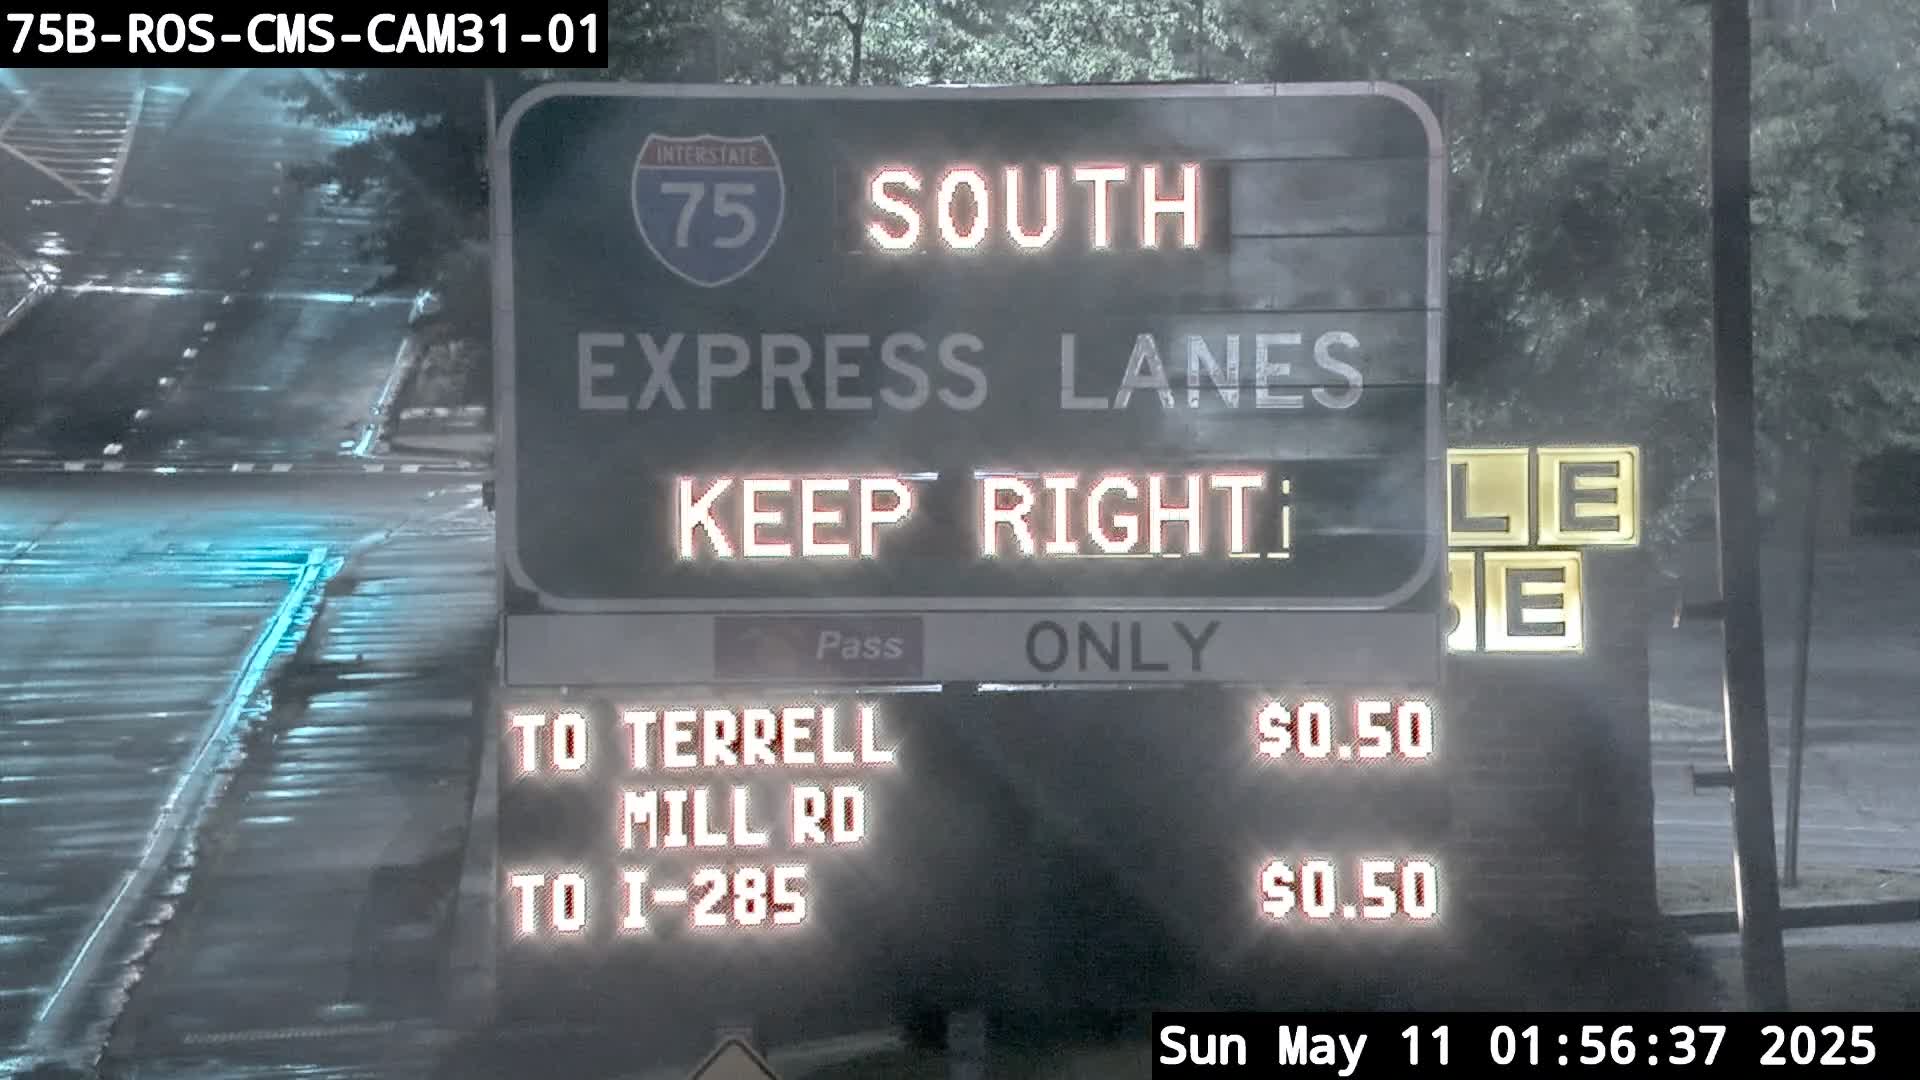 75B-ROS-CMS-CAM31-01
INTERSTATE
75
SOUTH
EXPRESS LANES
KEEP RIGHT
Pass ONLY
LE
E
TO TERRELL $0.50
MILL RD
TO I-285 $0.50
Sun May 11 01:56:37 2025